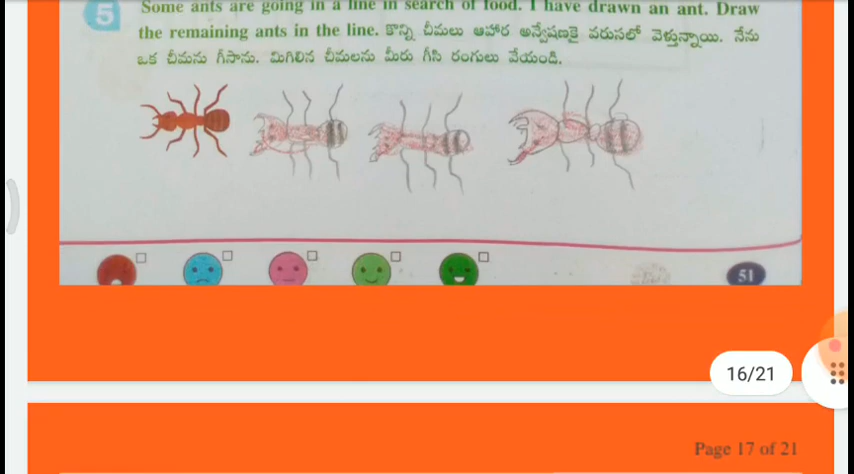 5 Some ants are going in a line in search of food. I have drawn an ant. Draw
the remaining ants in the line. కొన్ని చీమలు ఆహార అన్వేషణకై వరుసలో వెళ్తున్నాయి. నేను
ఒక చీమను గీసాను. మిగిలిన చీమలను మీరు గీసి రంగులు వేయండి.
51
16/21
Page 17 of 21